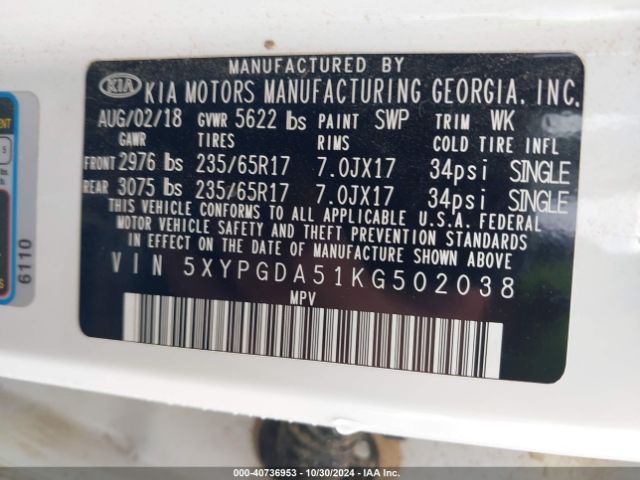 MANUFACTURED BY
KIA KIA MOTORS MANUFACTURING GEORGIA, INC.
AUG/02/18 GVWR 5622 lbs PAINT SWP TRIM WK
GAWR TIRES RIMS COLD TIRE INFL
FRONT 2976 lbs 235/65R17 7.0JX17 34psi SINGLE
REAR 3075 lbs 235/65R17 7.0JX17 34psi SINGLE
THIS VEHICLE CONFORMS TO ALL APPLICABLE U.S.A. FEDERAL
MOTOR VEHICLE SAFETY AND THEFT PREVENTION STANDARDS
IN EFFECT ON THE DATE OF MANUFACTURE SHOWN ABOVE
VIN 5XYPGDA51KG502038
MPV
6110
000-40736953 - 10/30/2024 - IAAI.com